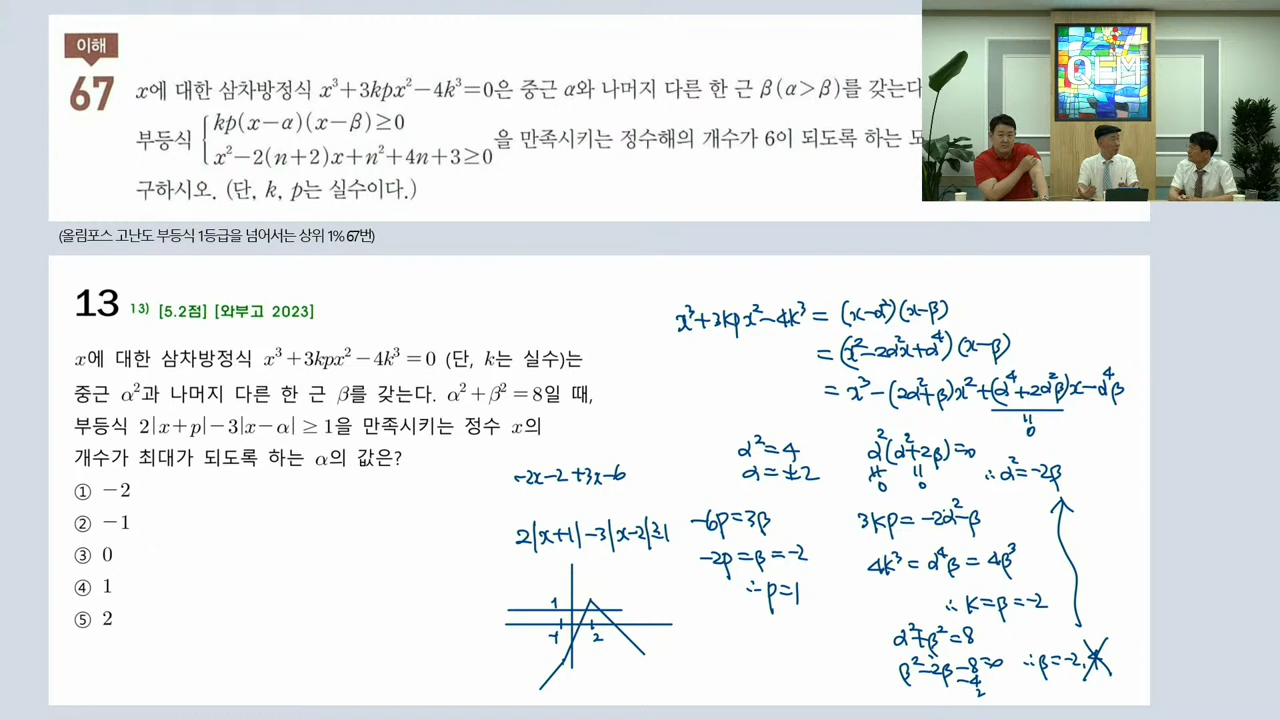 이해
67
x에 대한 삼차방정식 x³+3kpx²−4k³=0은 중근 α와 나머지 다른 한 근 β(α>β)를 갖는다
부등식 { kp(x−α)(x−β)≥0
x²−2(n+2)x+n²+4n+3≥0
을 만족시키는 정수해의 개수가 6이 되도록 하는
구하시오. (단, k, p는 실수이다.)
QEM
(올림포스 고난도 부등식 1등급을 넘어서는 상위 1% 67번)
13 13) [5.2점] [와부고 2023]
x에 대한 삼차방정식 x³+3kpx²−4k³=0 (단, k는 실수)는
중근 α²과 나머지 다른 한 근 β를 갖는다. α²+β²=8일 때,
부등식 2|x+p|−3|x−α|≥1을 만족시키는 정수 x의
개수가 최대가 되도록 하는 α의 값은?
① −2
② −1
③ 0
④ 1
⑤ 2
x³+3kpx²−4k³ = (x−α²)²(x−β)
= (x²−2α²x+α⁴)(x−β)
= x³−(2α²+β)x²+(α⁴+2α²β)x−α⁴β
0
α²=4
α=±2
α²(α²+2β)=0
0 0
∴α²=−2β
−2x−2+3x−6
2|x+1|−3|x−2|≥1
−6p=3β
−2p=β=−2
∴p=1
3kp=−2α²−β
4k³=α⁴β=4β³
∴k=β=−2
α²+β²=8
β²−2β−8=0
−4
2
∴β=−2, 4
1
−1
2